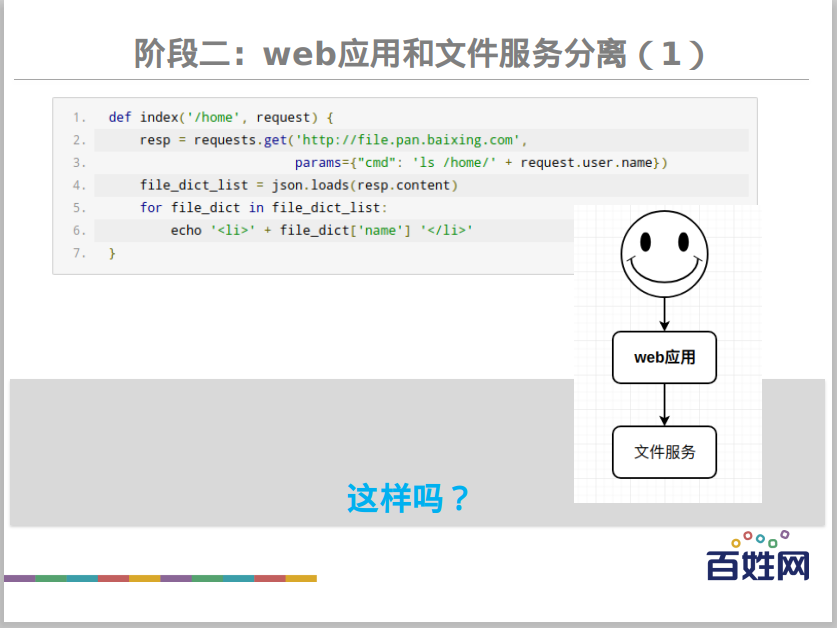 阶段二：web应用和文件服务分离（1）
1. def index('/home', request) {
2. resp = requests.get('http://file.pan.baixing.com',
3. params={"cmd": 'ls /home/' + request.user.name})
4. file_dict_list = json.loads(resp.content)
5. for file_dict in file_dict_list:
6. echo '<li>' + file_dict['name'] '</li>'
7. }
web应用
文件服务
这样吗？
百姓网